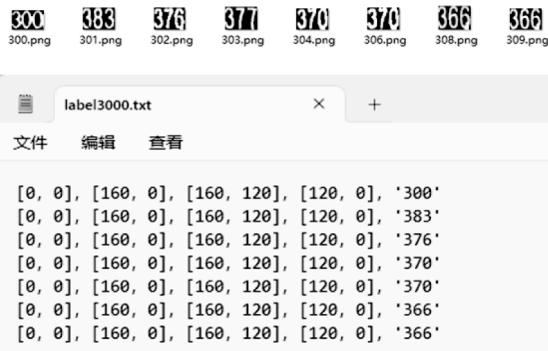 300 383 376 377 370 370 366 366
300.png 301.png 302.png 303.png 304.png 306.png 308.png 309.png
label3000.txt × +
文件 编辑 查看
[0, 0], [160, 0], [160, 120], [120, 0], '300'
[0, 0], [160, 0], [160, 120], [120, 0], '383'
[0, 0], [160, 0], [160, 120], [120, 0], '376'
[0, 0], [160, 0], [160, 120], [120, 0], '370'
[0, 0], [160, 0], [160, 120], [120, 0], '370'
[0, 0], [160, 0], [160, 120], [120, 0], '366'
[0, 0], [160, 0], [160, 120], [120, 0], '366'